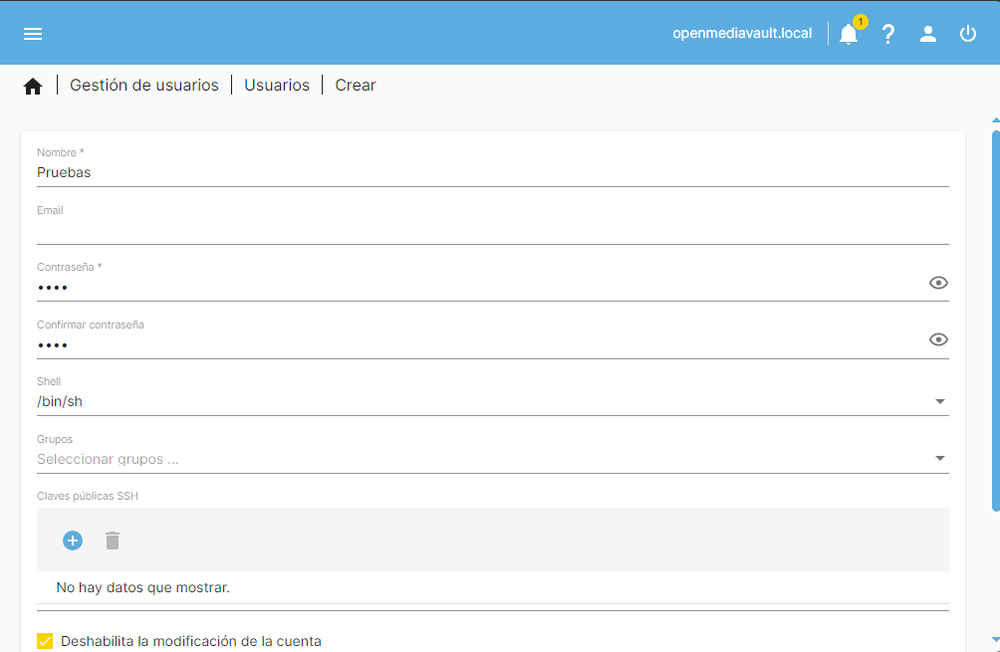 openmediavault.local
1
?
Gestión de usuarios | Usuarios | Crear
Nombre *
Pruebas
Email
Contraseña *
••••
Confirmar contraseña
••••
Shell
/bin/sh
Grupos
Seleccionar grupos ...
Claves públicas SSH
No hay datos que mostrar.
Deshabilita la modificación de la cuenta